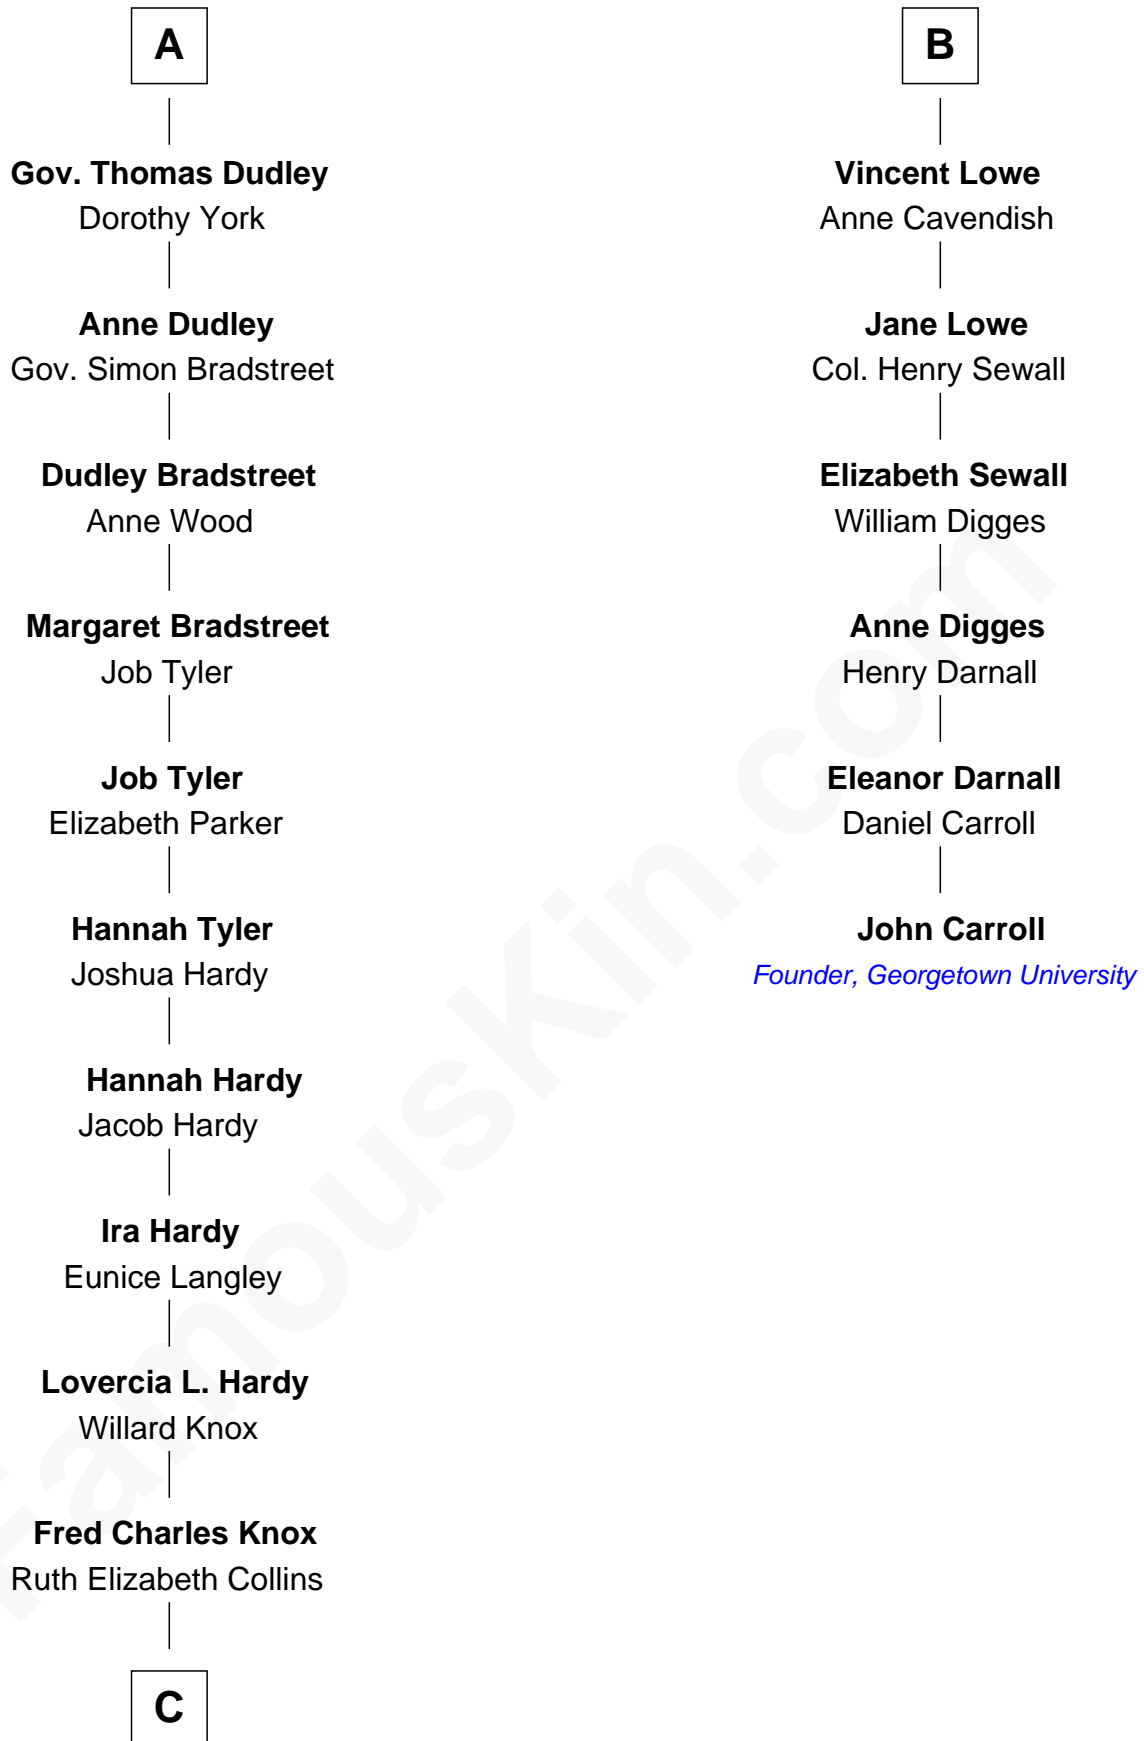 A
Gov. Thomas Dudley
Dorothy York
Anne Dudley
Gov. Simon Bradstreet
Dudley Bradstreet
Anne Wood
Margaret Bradstreet
Job Tyler
Job Tyler
Elizabeth Parker
Hannah Tyler
Joshua Hardy
Hannah Hardy
Jacob Hardy
Ira Hardy
Eunice Langley
Lovercia L. Hardy
Willard Knox
Fred Charles Knox
Ruth Elizabeth Collins
C
B
Vincent Lowe
Anne Cavendish
Jane Lowe
Col. Henry Sewall
Elizabeth Sewall
William Digges
Anne Digges
Henry Darnall
Eleanor Darnall
Daniel Carroll
John Carroll
Founder, Georgetown University
FamousKin.com